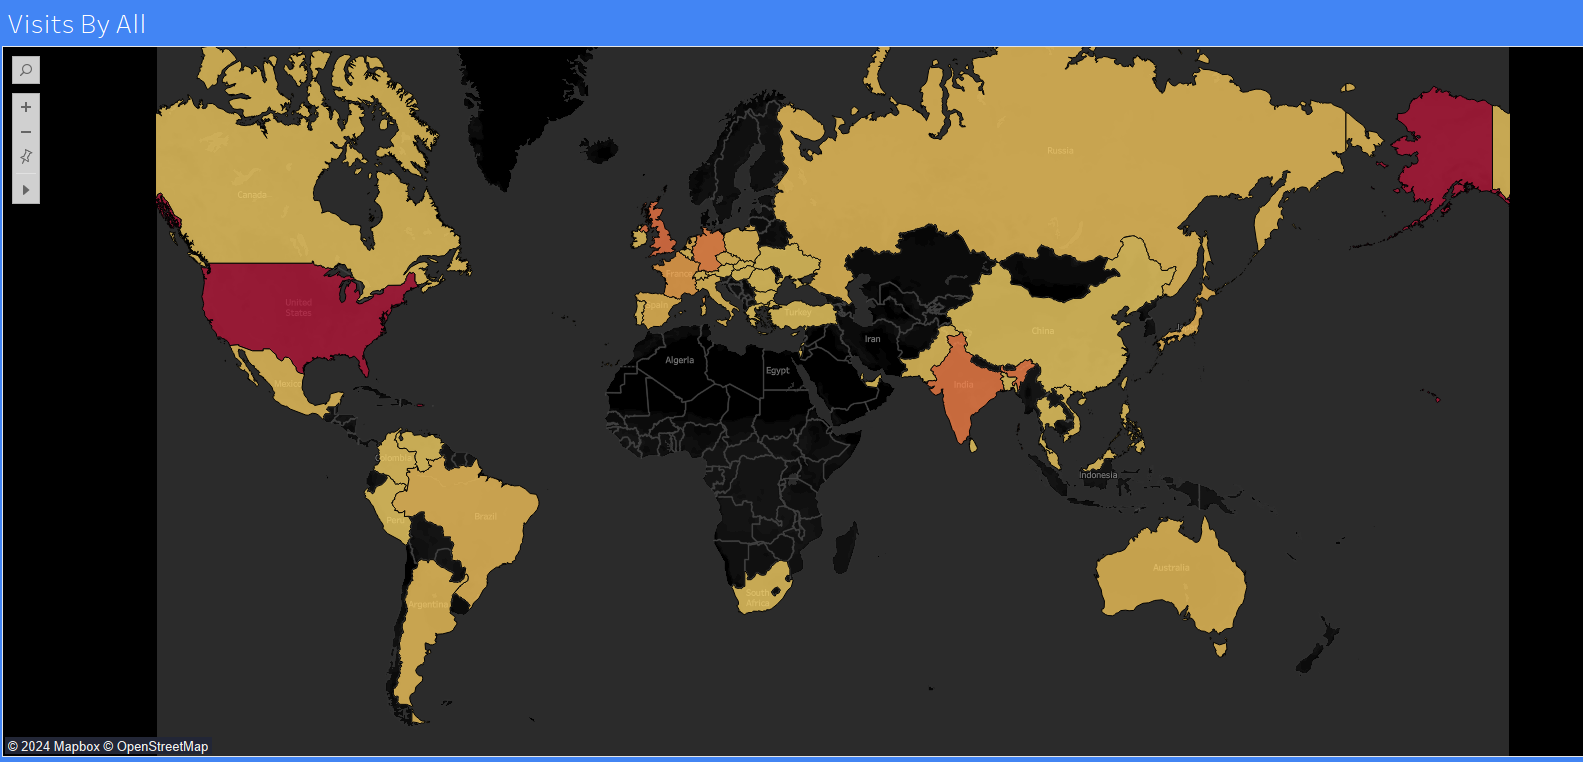 Visits By All
Russia
Canada
France
United
States
Spain
Turkey
China
Iran
Algeria
Egypt
Mexico
India
Colombia
Indonesia
Peru
Brazil
Australia
South
Africa
Argentina
© 2024 Mapbox © OpenStreetMap